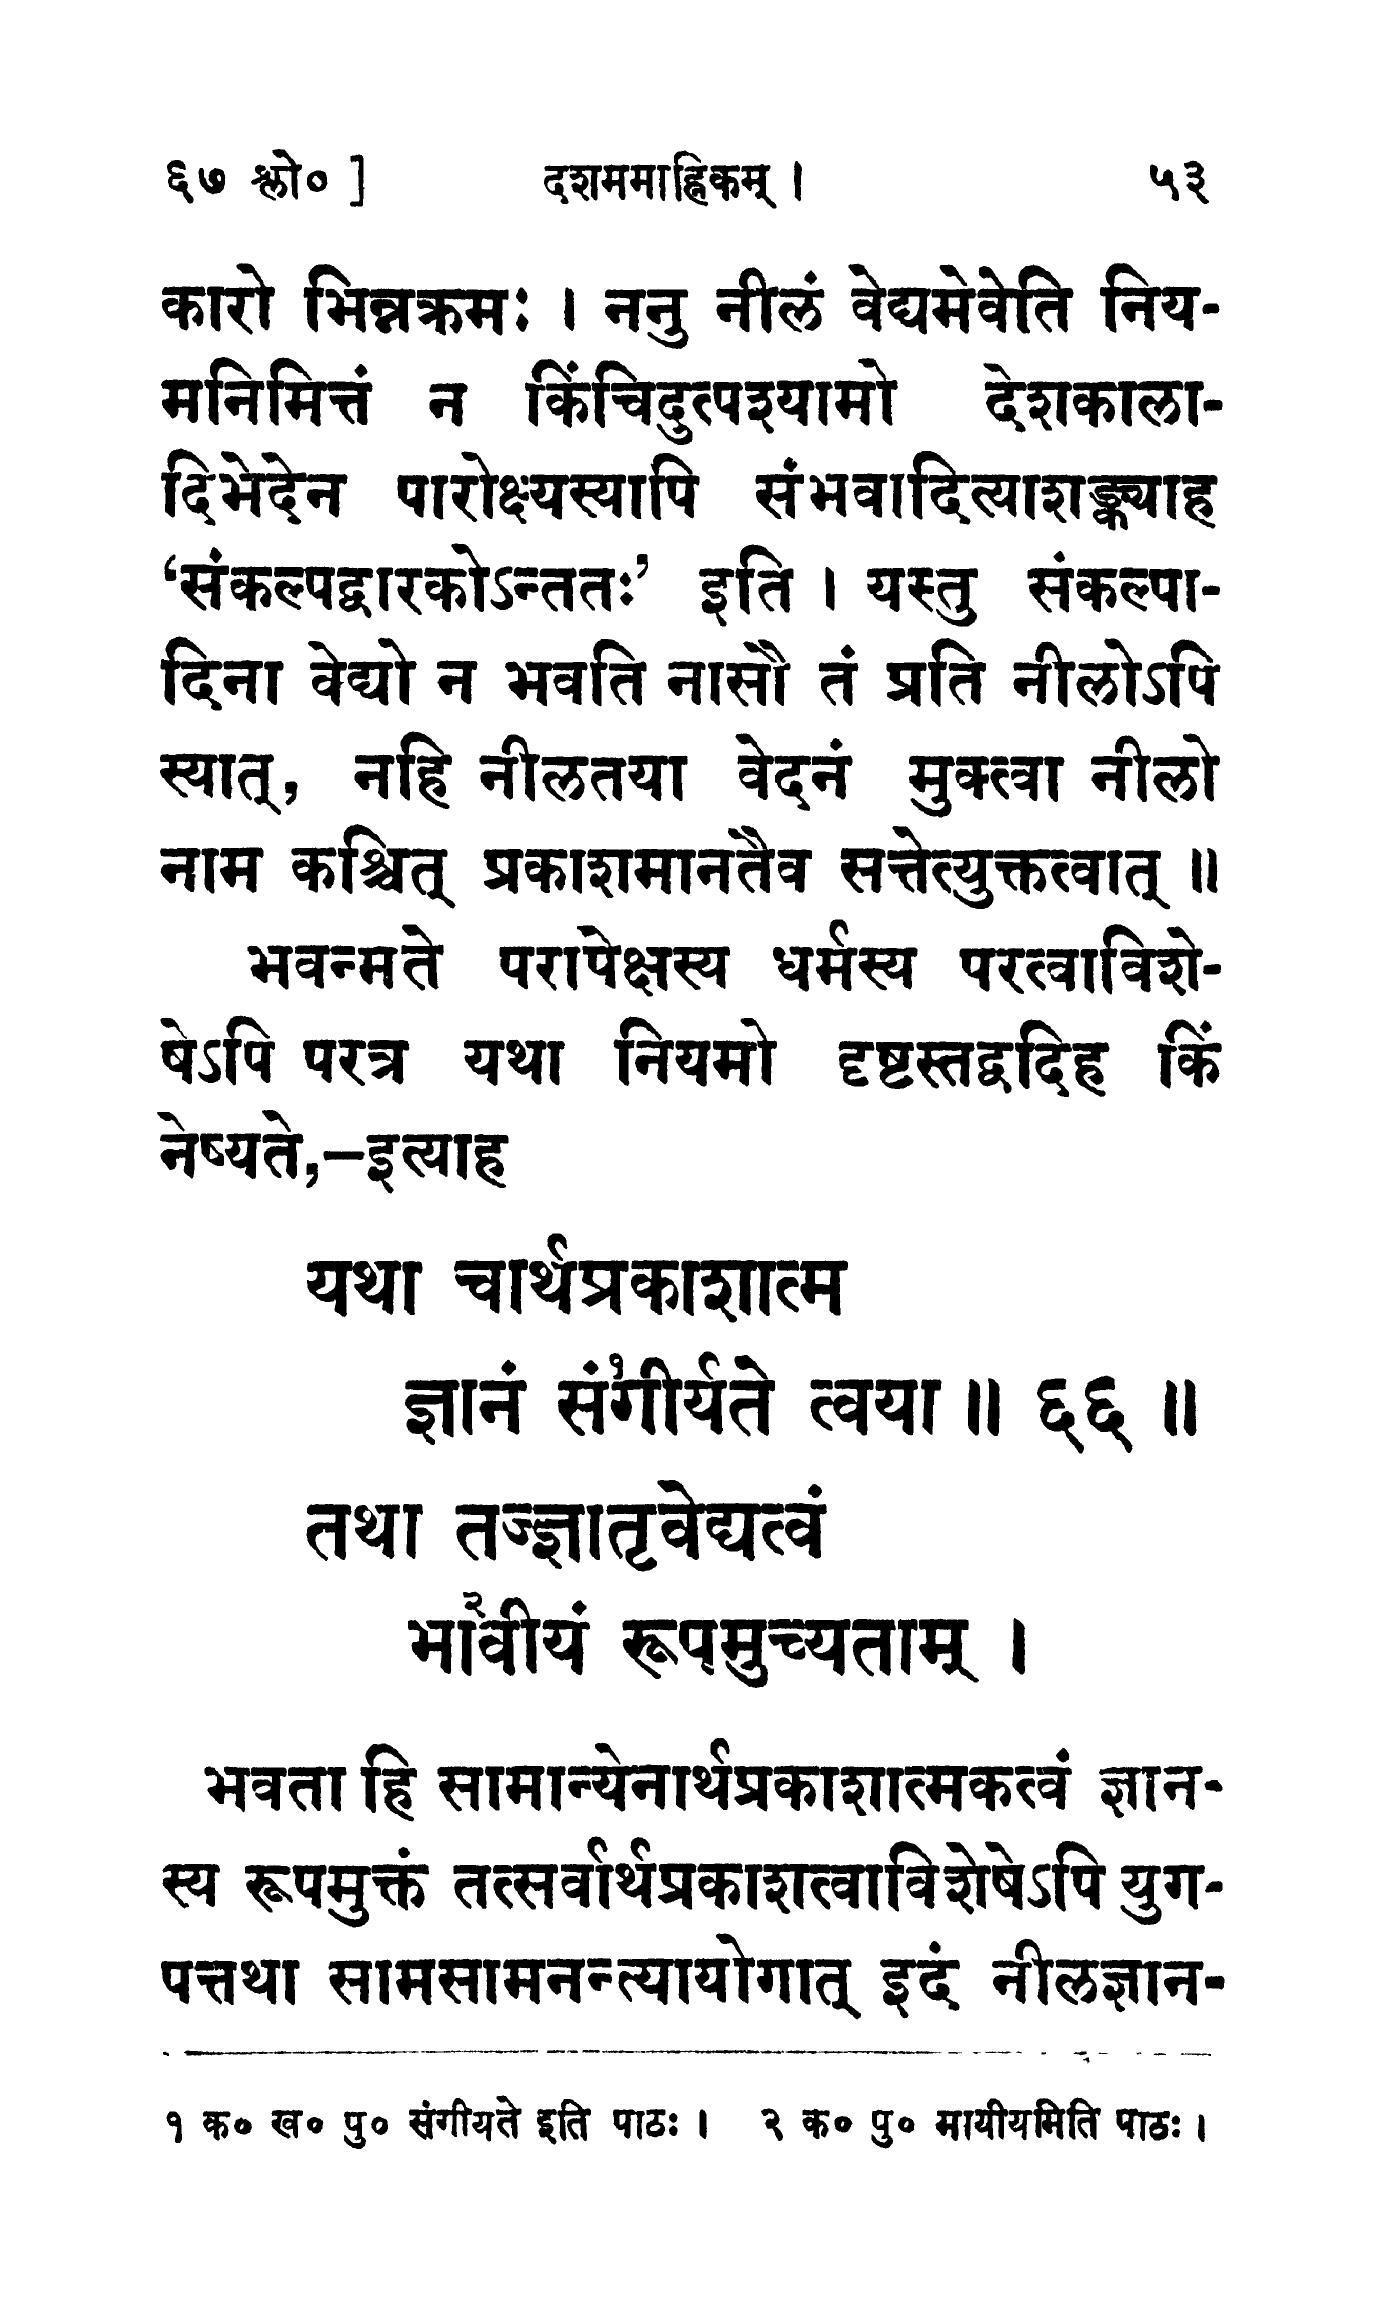 ६७ श्लो० ] दशममाह्निकम् । ५३
कारो भिन्नक्रमः । ननु नीलं वेद्यमेवेति निय-
मनिमित्तं न किंचिदुत्पश्यामो देशकाला-
दिभेदेन पारोक्ष्यस्यापि संभवादित्याशङ्क्याह
‘संकल्पद्वारकोऽन्ततः’ इति । यस्तु संकल्पा-
दिना वेद्यो न भवति नासौ तं प्रति नीलोऽपि
स्यात्, नहि नीलतया वेदनं मुक्त्वा नीलो
नाम कश्चित् प्रकाशमानतैव सत्तेत्युक्तत्वात् ॥
भवन्मते परापेक्षस्य धर्मस्य परत्वाविशे-
षेऽपि परत्र यथा नियमो दृष्टस्तद्वदिह किं
नेष्यते,—इत्याह
यथा चार्थप्रकाशात्म
ज्ञानं सं१गीर्यते त्वया ॥ ६६ ॥
तथा तज्ज्ञातृवेद्यत्वं
भा२वीयं रूपमुच्यताम् ।
भवता हि सामान्येनार्थप्रकाशात्मकत्वं ज्ञान-
स्य रूपमुक्तं तत्सर्वार्थप्रकाशत्वाविशेषेऽपि युग-
पत्तथा सामसामनन्त्यायोगात् इदं नीलज्ञान-
१ क० ख० पु० संगीयते इति पाठः । २ क० पु० मायीयमिति पाठः ।